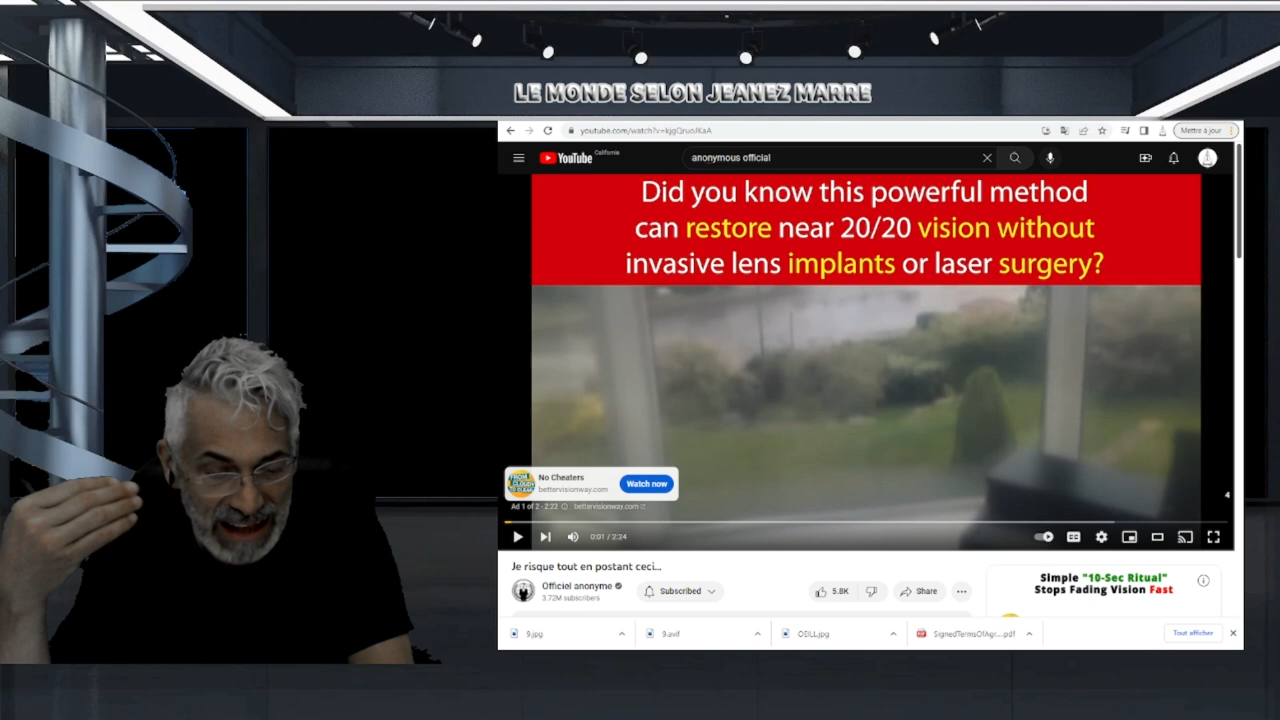 LE MONDE SELON JEANEZ MARRE
Mettre à jour
YouTube
California
anonymous official
Did you know this powerful method
can restore near 20/20 vision without
invasive lens implants or laser surgery?
No Cheaters
bettervisionway.com
Watch now
4
Ad 1 of 2 · 2:22
bettervisionway.com
0:01 / 2:24
Je risque tout en postant ceci...
Officiel anonyme
3.72M subscribers
Subscribed
5.8K
Share
Simple "10-Sec Ritual"
Stops Fading Vision Fast
9.jpg
9.avif
OEILL.jpg
SignedTermsOfAgr....pdf
Tout afficher